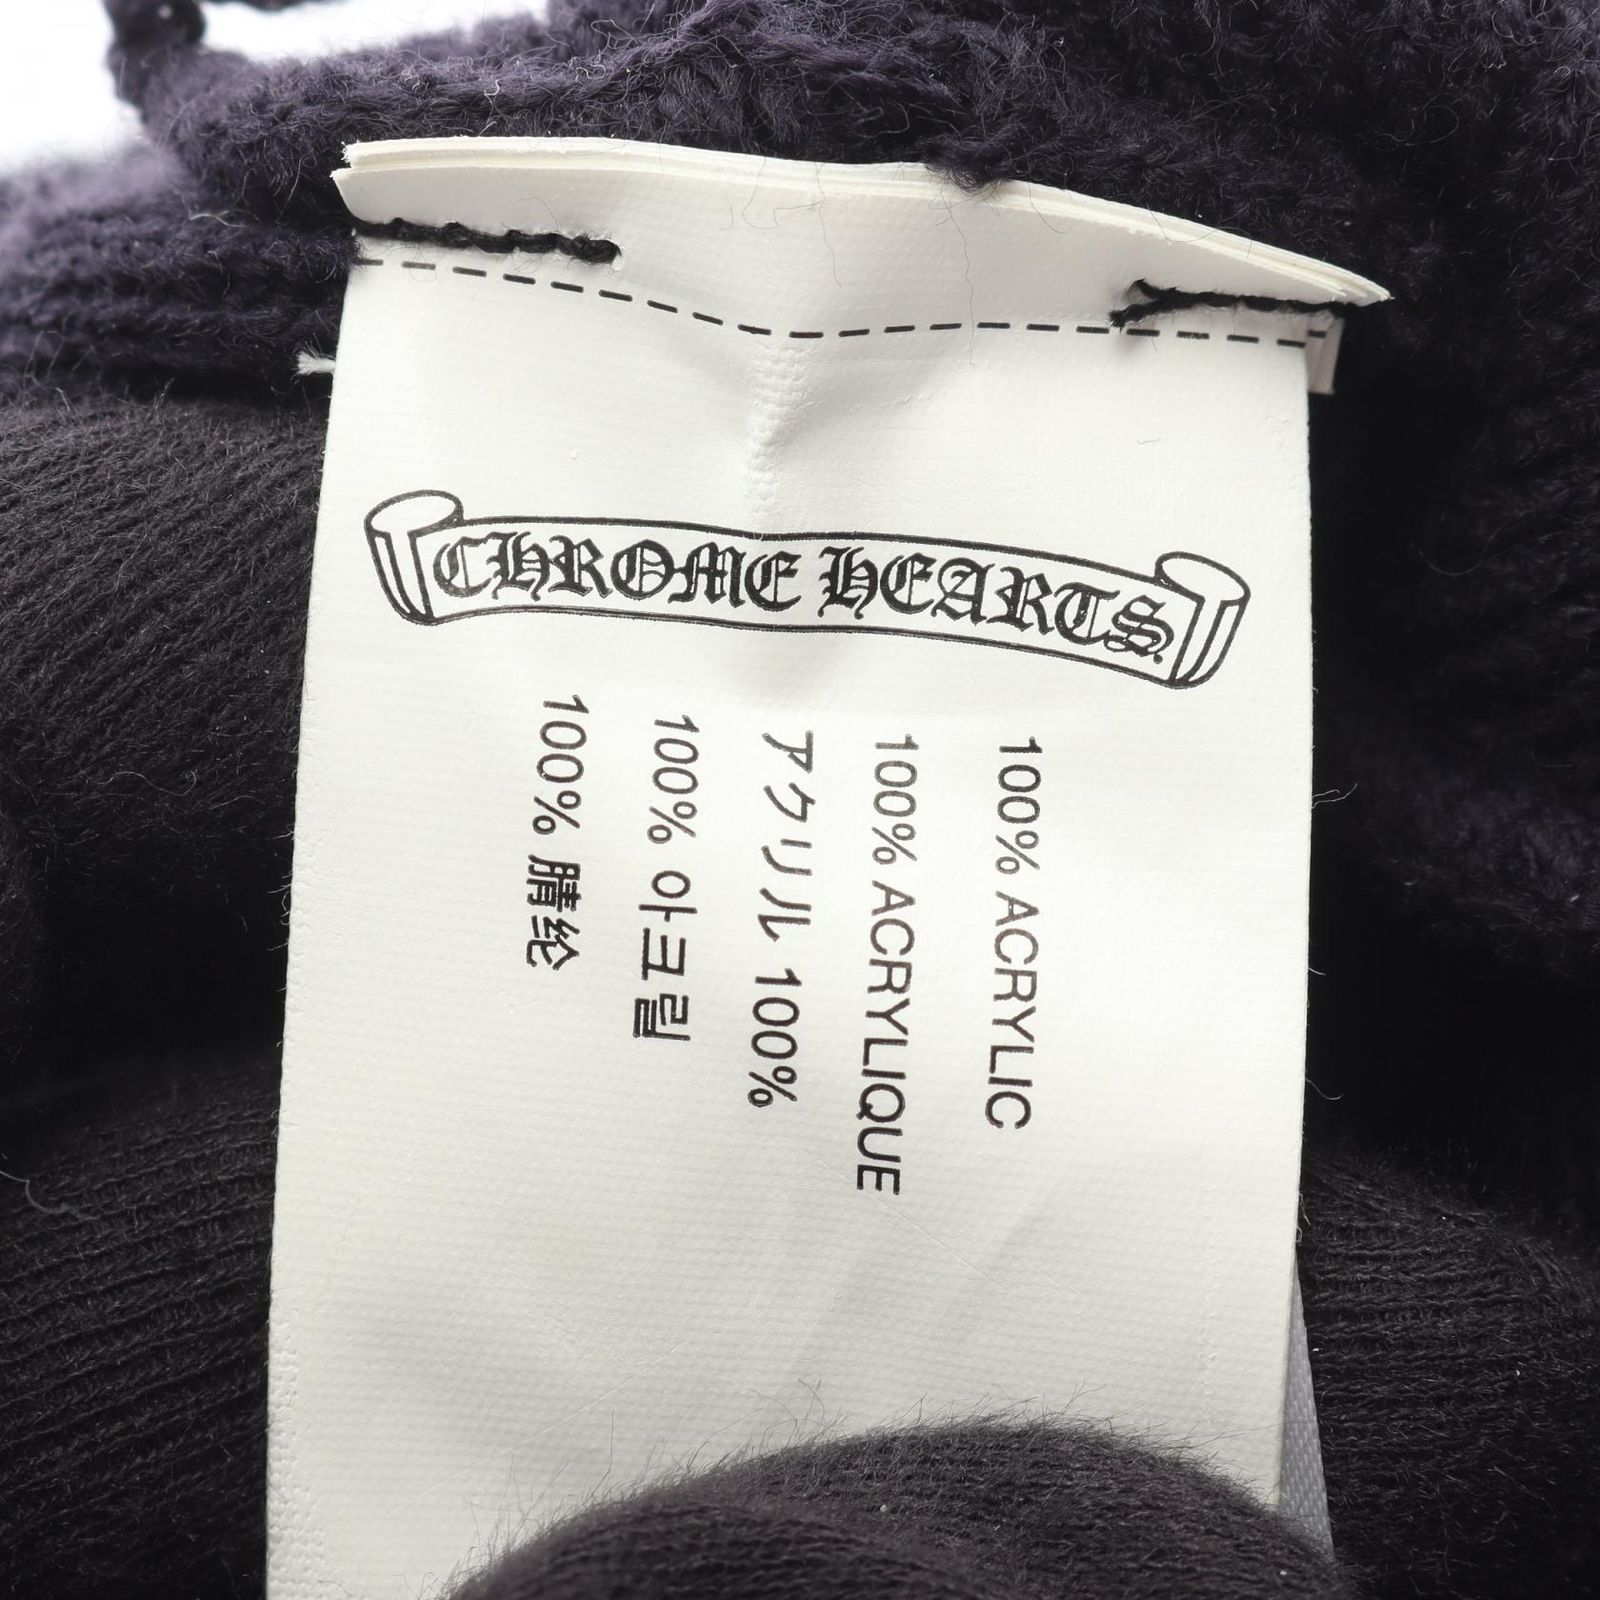 CHROME HEARTS
100% ACRYLIC
100% ACRYLIQUE
アクリル 100%
100% 아크릴
100% 腈纶